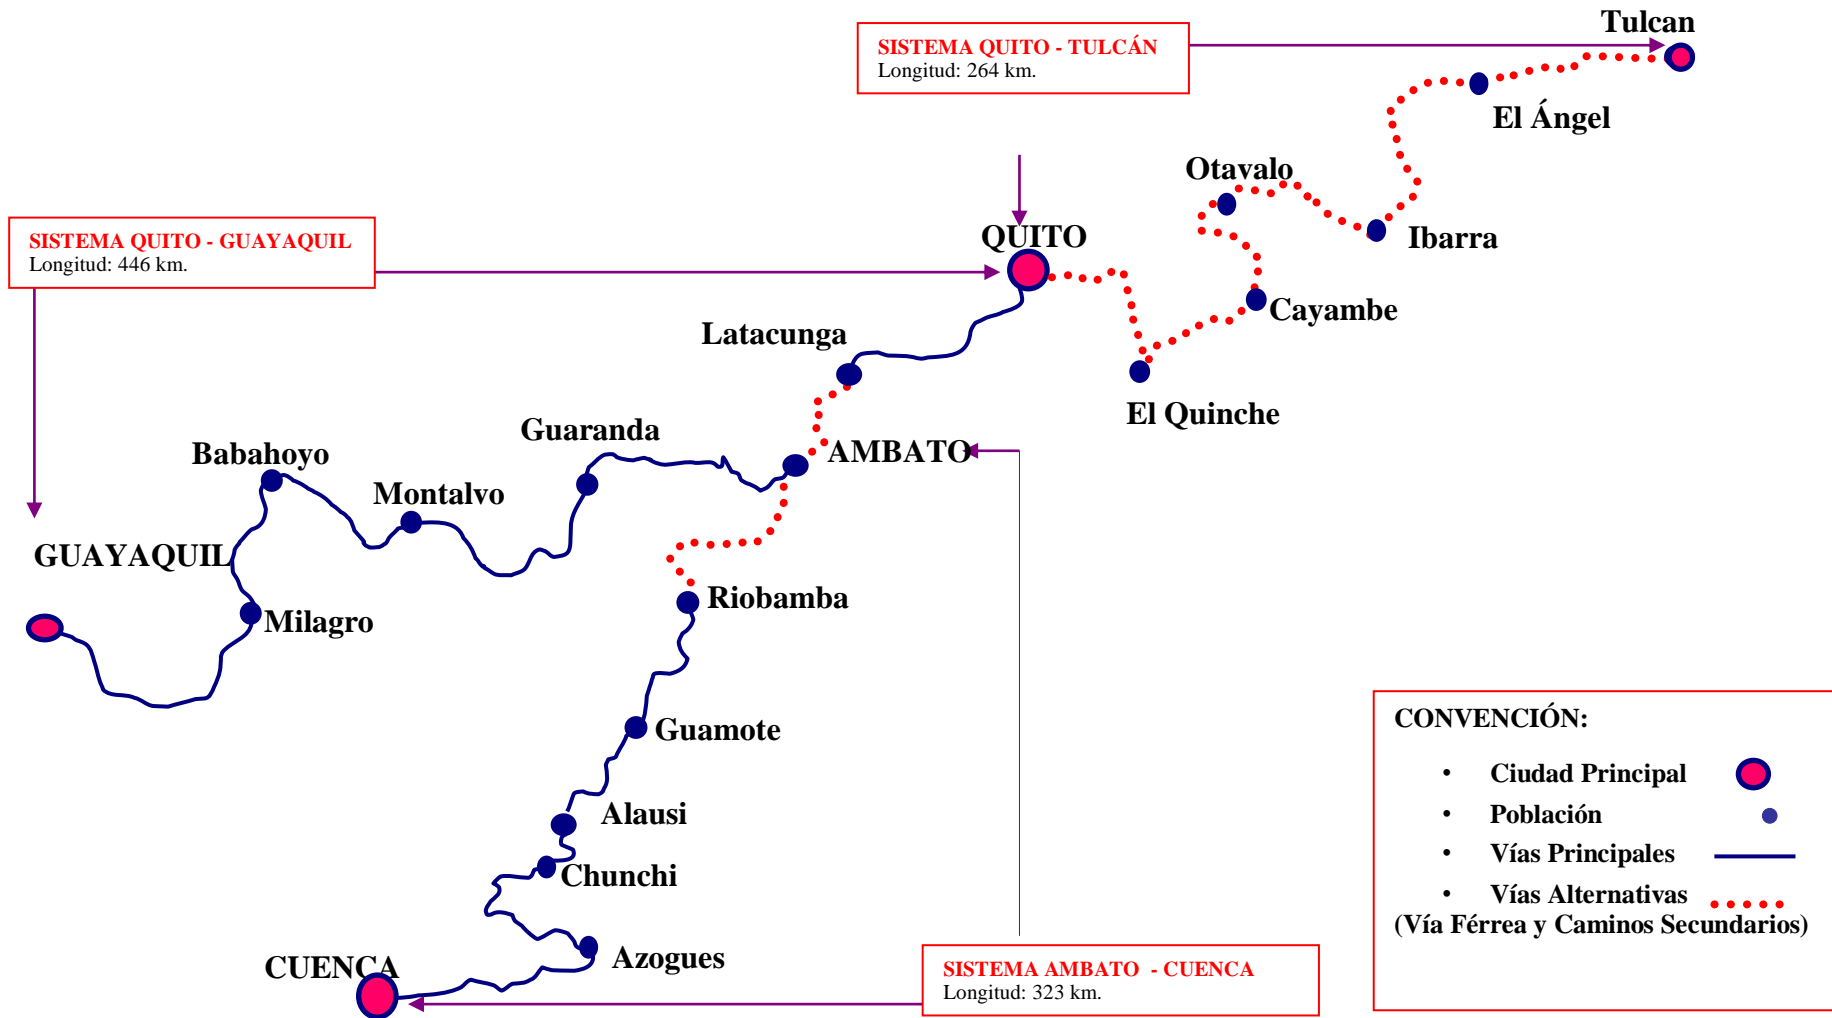 Tulcan
SISTEMA QUITO - TULCÁN
Longitud: 264 km.
El Ángel
Otavalo
Ibarra
QUITO
SISTEMA QUITO - GUAYAQUIL
Longitud: 446 km.
Cayambe
Latacunga
El Quinche
Guaranda
AMBATO
Babahoyo
Montalvo
GUAYAQUIL
Riobamba
Milagro
Guamote
Alausi
Chunchi
Azogues
CUENCA
SISTEMA AMBATO - CUENCA
Longitud: 323 km.
CONVENCIÓN:
• Ciudad Principal
• Población
• Vías Principales
• Vías Alternativas
(Vía Férrea y Caminos Secundarios)